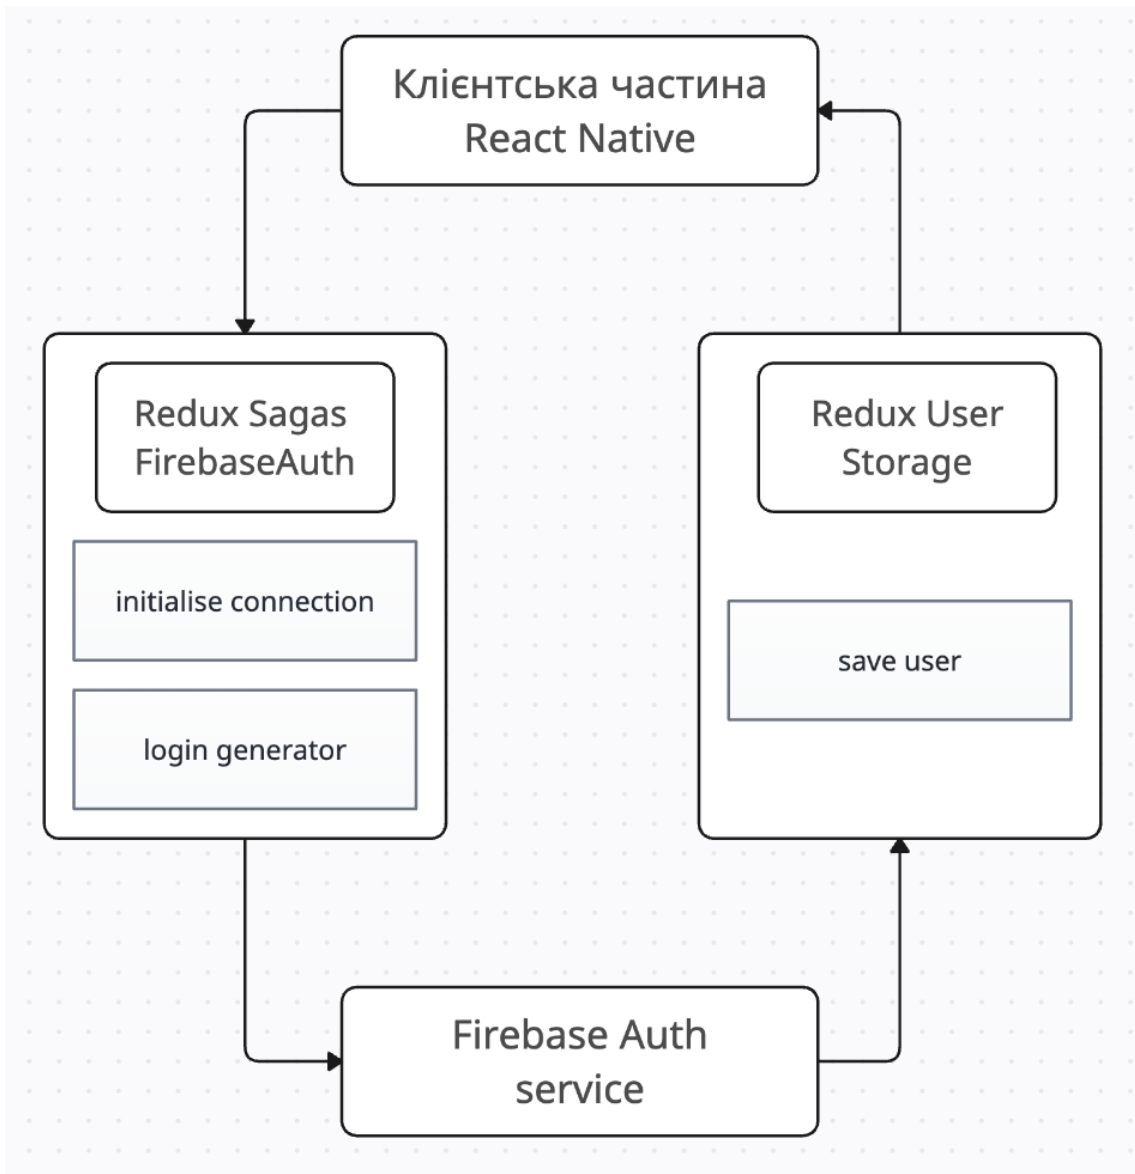 Клієнтська частина
React Native
Redux Sagas
FirebaseAuth
initialise connection
login generator
Redux User
Storage
save user
Firebase Auth
service